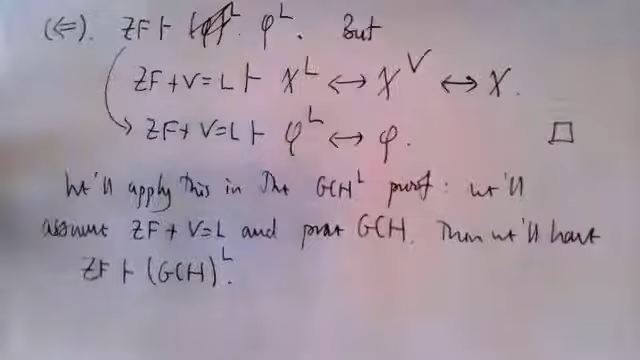 (⇐). ZF ⊢ φ^L. But
ZF + V = L ⊢ χ^L ↔ χ^V ↔ χ.
ZF + V = L ⊢ φ^L ↔ φ. □
We'll apply this in the GCH^L proof: we'll
assume ZF + V = L and prove GCH. Then we'll have
ZF ⊢ (GCH)^L.